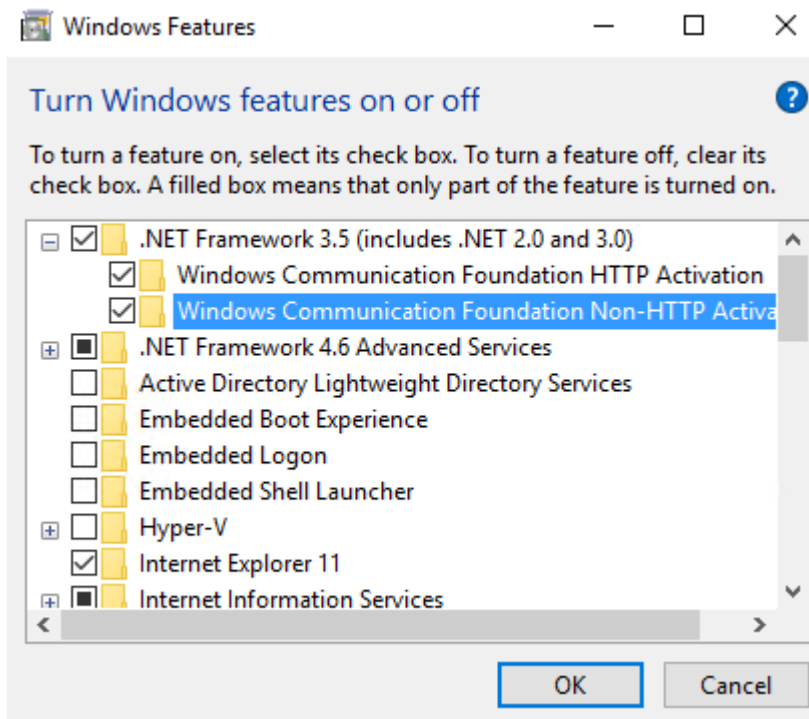 Windows Features
Turn Windows features on or off
?
To turn a feature on, select its check box. To turn a feature off, clear its
check box. A filled box means that only part of the feature is turned on.
.NET Framework 3.5 (includes .NET 2.0 and 3.0)
Windows Communication Foundation HTTP Activation
Windows Communication Foundation Non-HTTP Activa
.NET Framework 4.6 Advanced Services
Active Directory Lightweight Directory Services
Embedded Boot Experience
Embedded Logon
Embedded Shell Launcher
Hyper-V
Internet Explorer 11
Internet Information Services
OK
Cancel